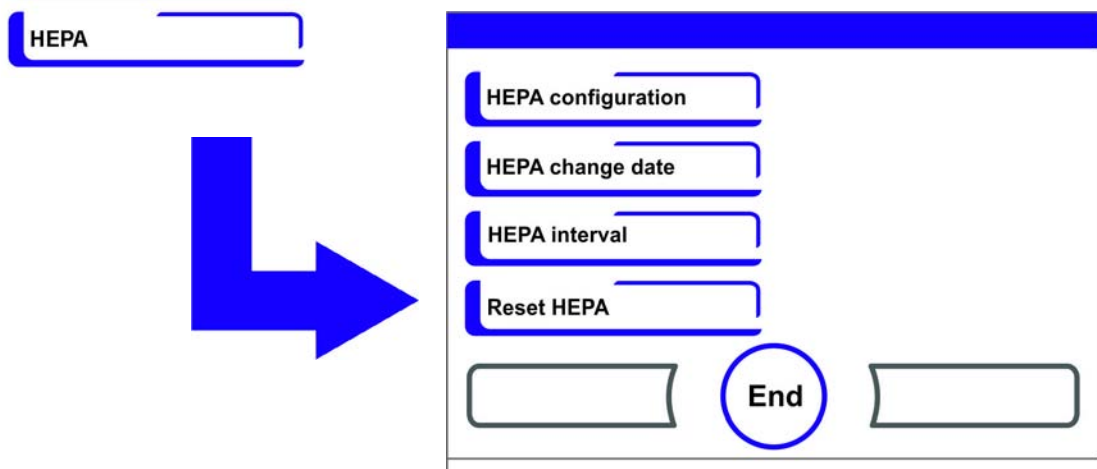 HEPA
HEPA configuration
HEPA change date
HEPA interval
Reset HEPA
End